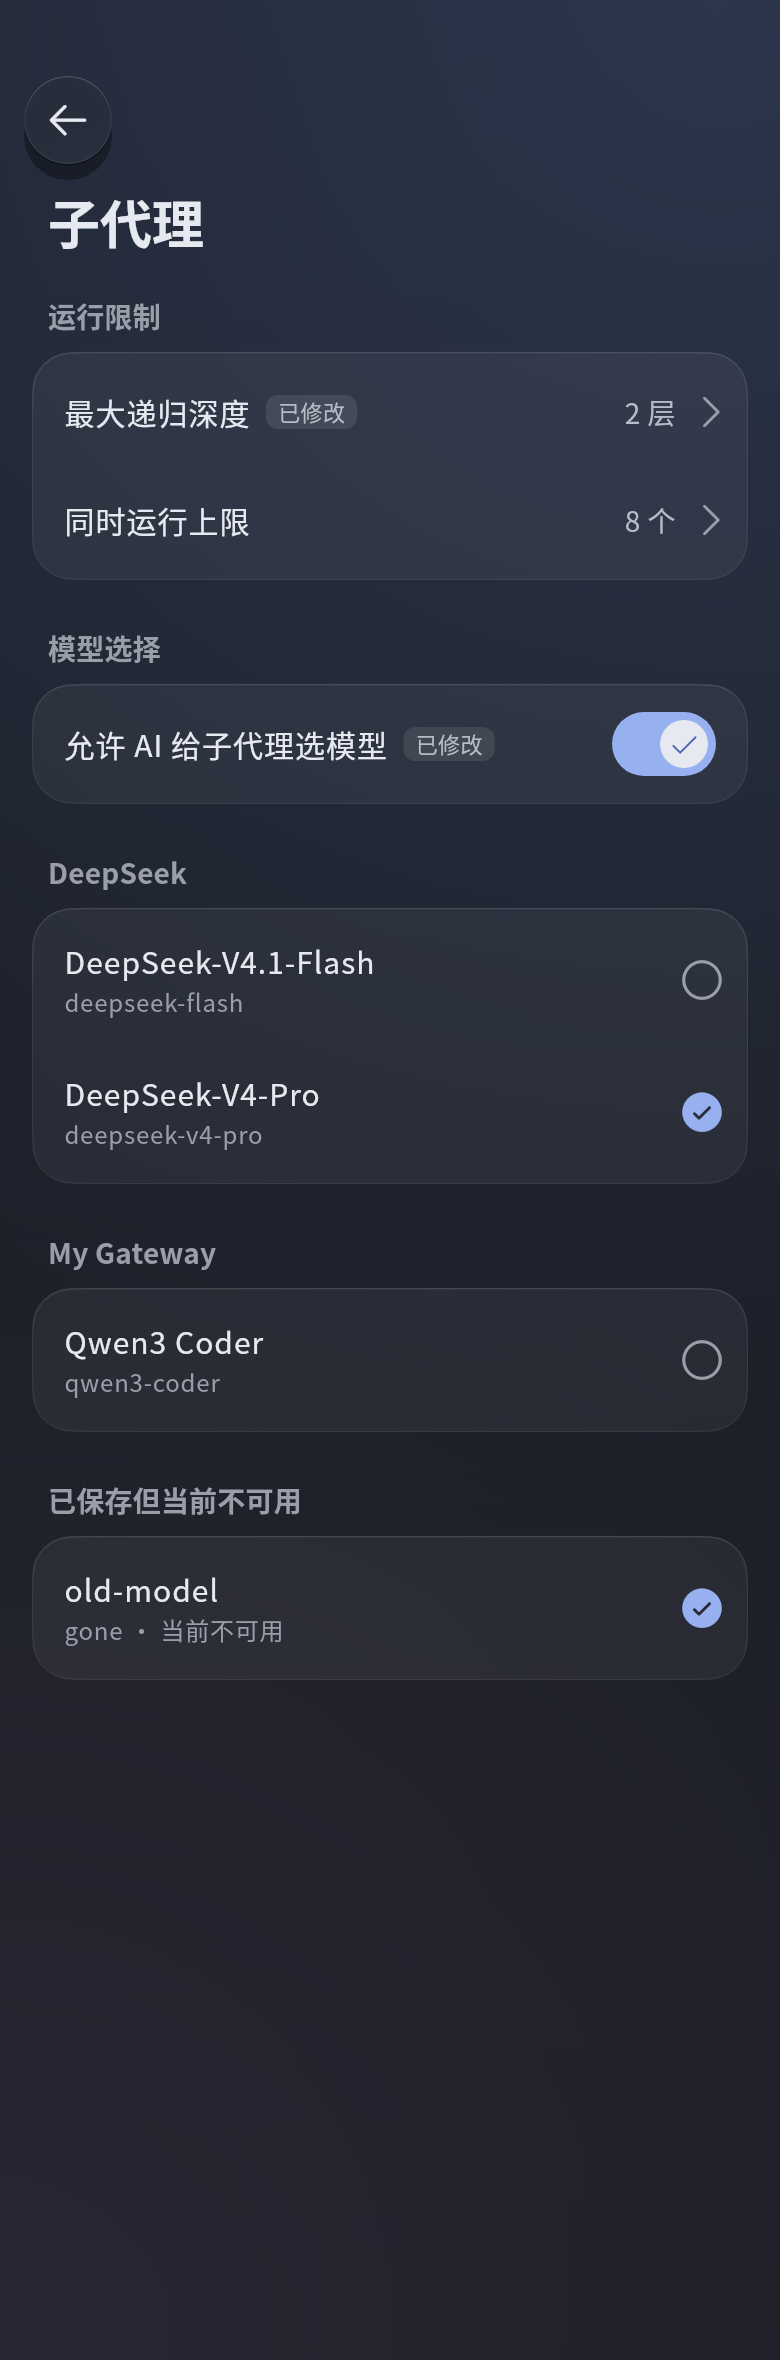 子代理
运行限制
最大递归深度 已修改 2 层
同时运行上限 8 个
模型选择
允许 AI 给子代理选模型 已修改
DeepSeek
DeepSeek-V4.1-Flash
deepseek-flash
DeepSeek-V4-Pro
deepseek-v4-pro
My Gateway
Qwen3 Coder
qwen3-coder
已保存但当前不可用
old-model
gone · 当前不可用